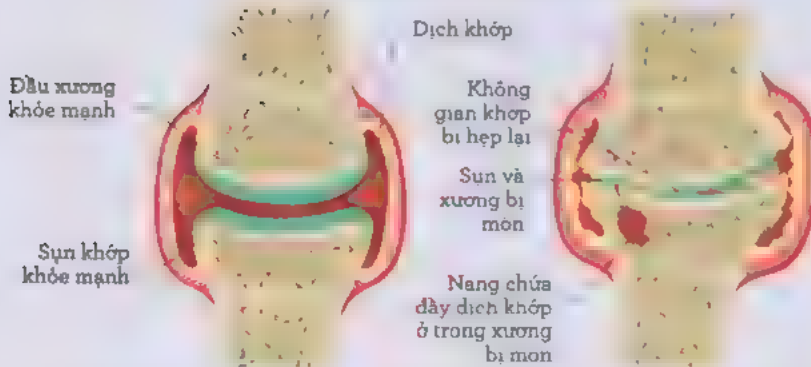 Dịch khớp
Đầu xương
khỏe mạnh
Sụn khớp
khỏe mạnh
Không
gian khớp
bị hẹp lại
Sụn và
xương bị
mòn
Nang chứa
đầy dịch khớp
ở trong xương
bị mòn